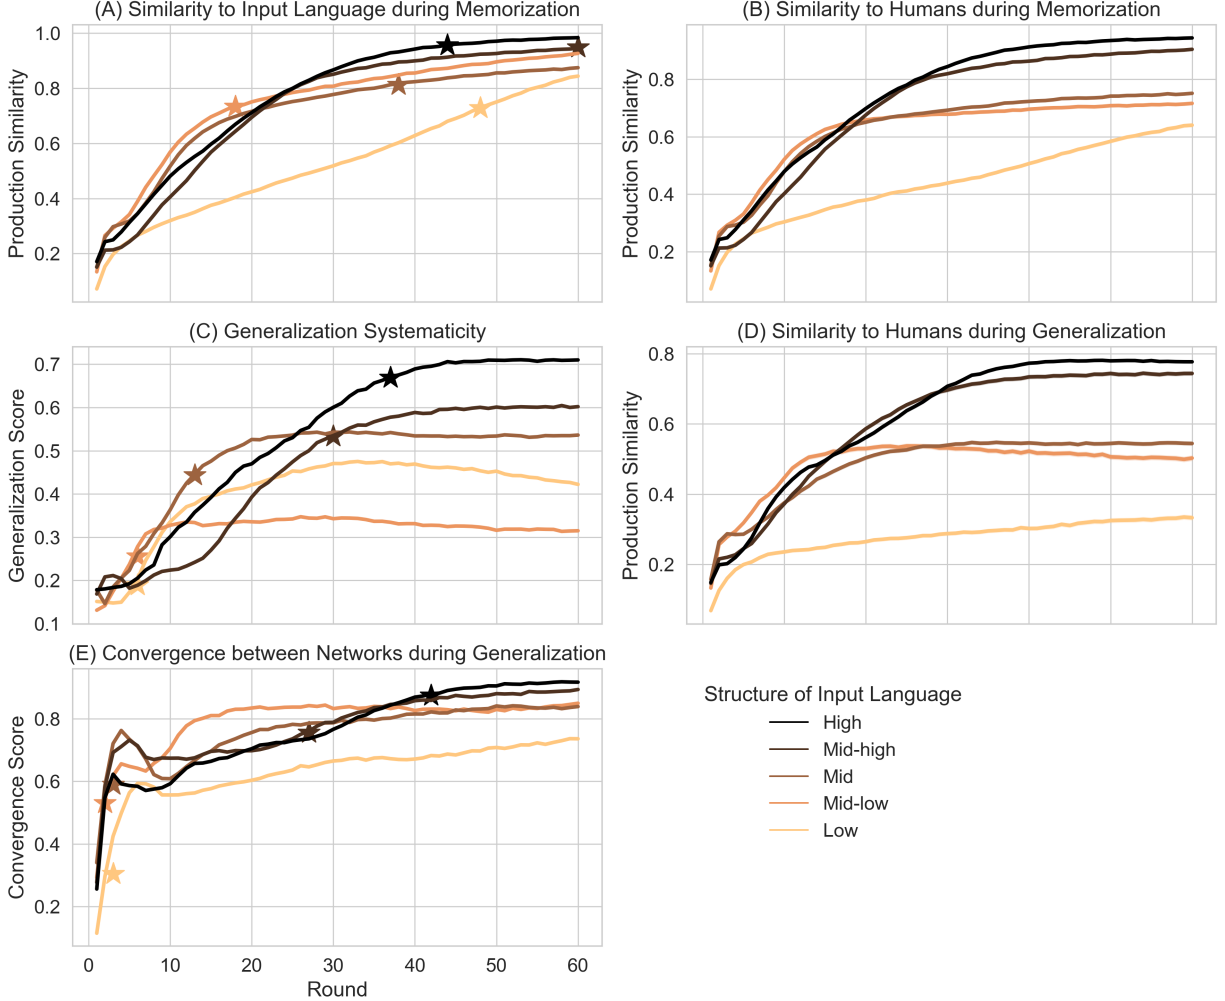 (A) Similarity to Input Language during Memorization
Production Similarity
1.0
0.8
0.6
0.4
0.2
(B) Similarity to Humans during Memorization
Production Similarity
0.8
0.6
0.4
0.2
(C) Generalization Systematicity
Generalization Score
0.7
0.6
0.5
0.4
0.3
0.2
0.1
(D) Similarity to Humans during Generalization
Production Similarity
0.8
0.6
0.4
0.2
(E) Convergence between Networks during Generalization
Convergence Score
0.8
0.6
0.4
0.2
0 10 20 30 40 50 60
Round
Structure of Input Language
High
Mid-high
Mid
Mid-low
Low